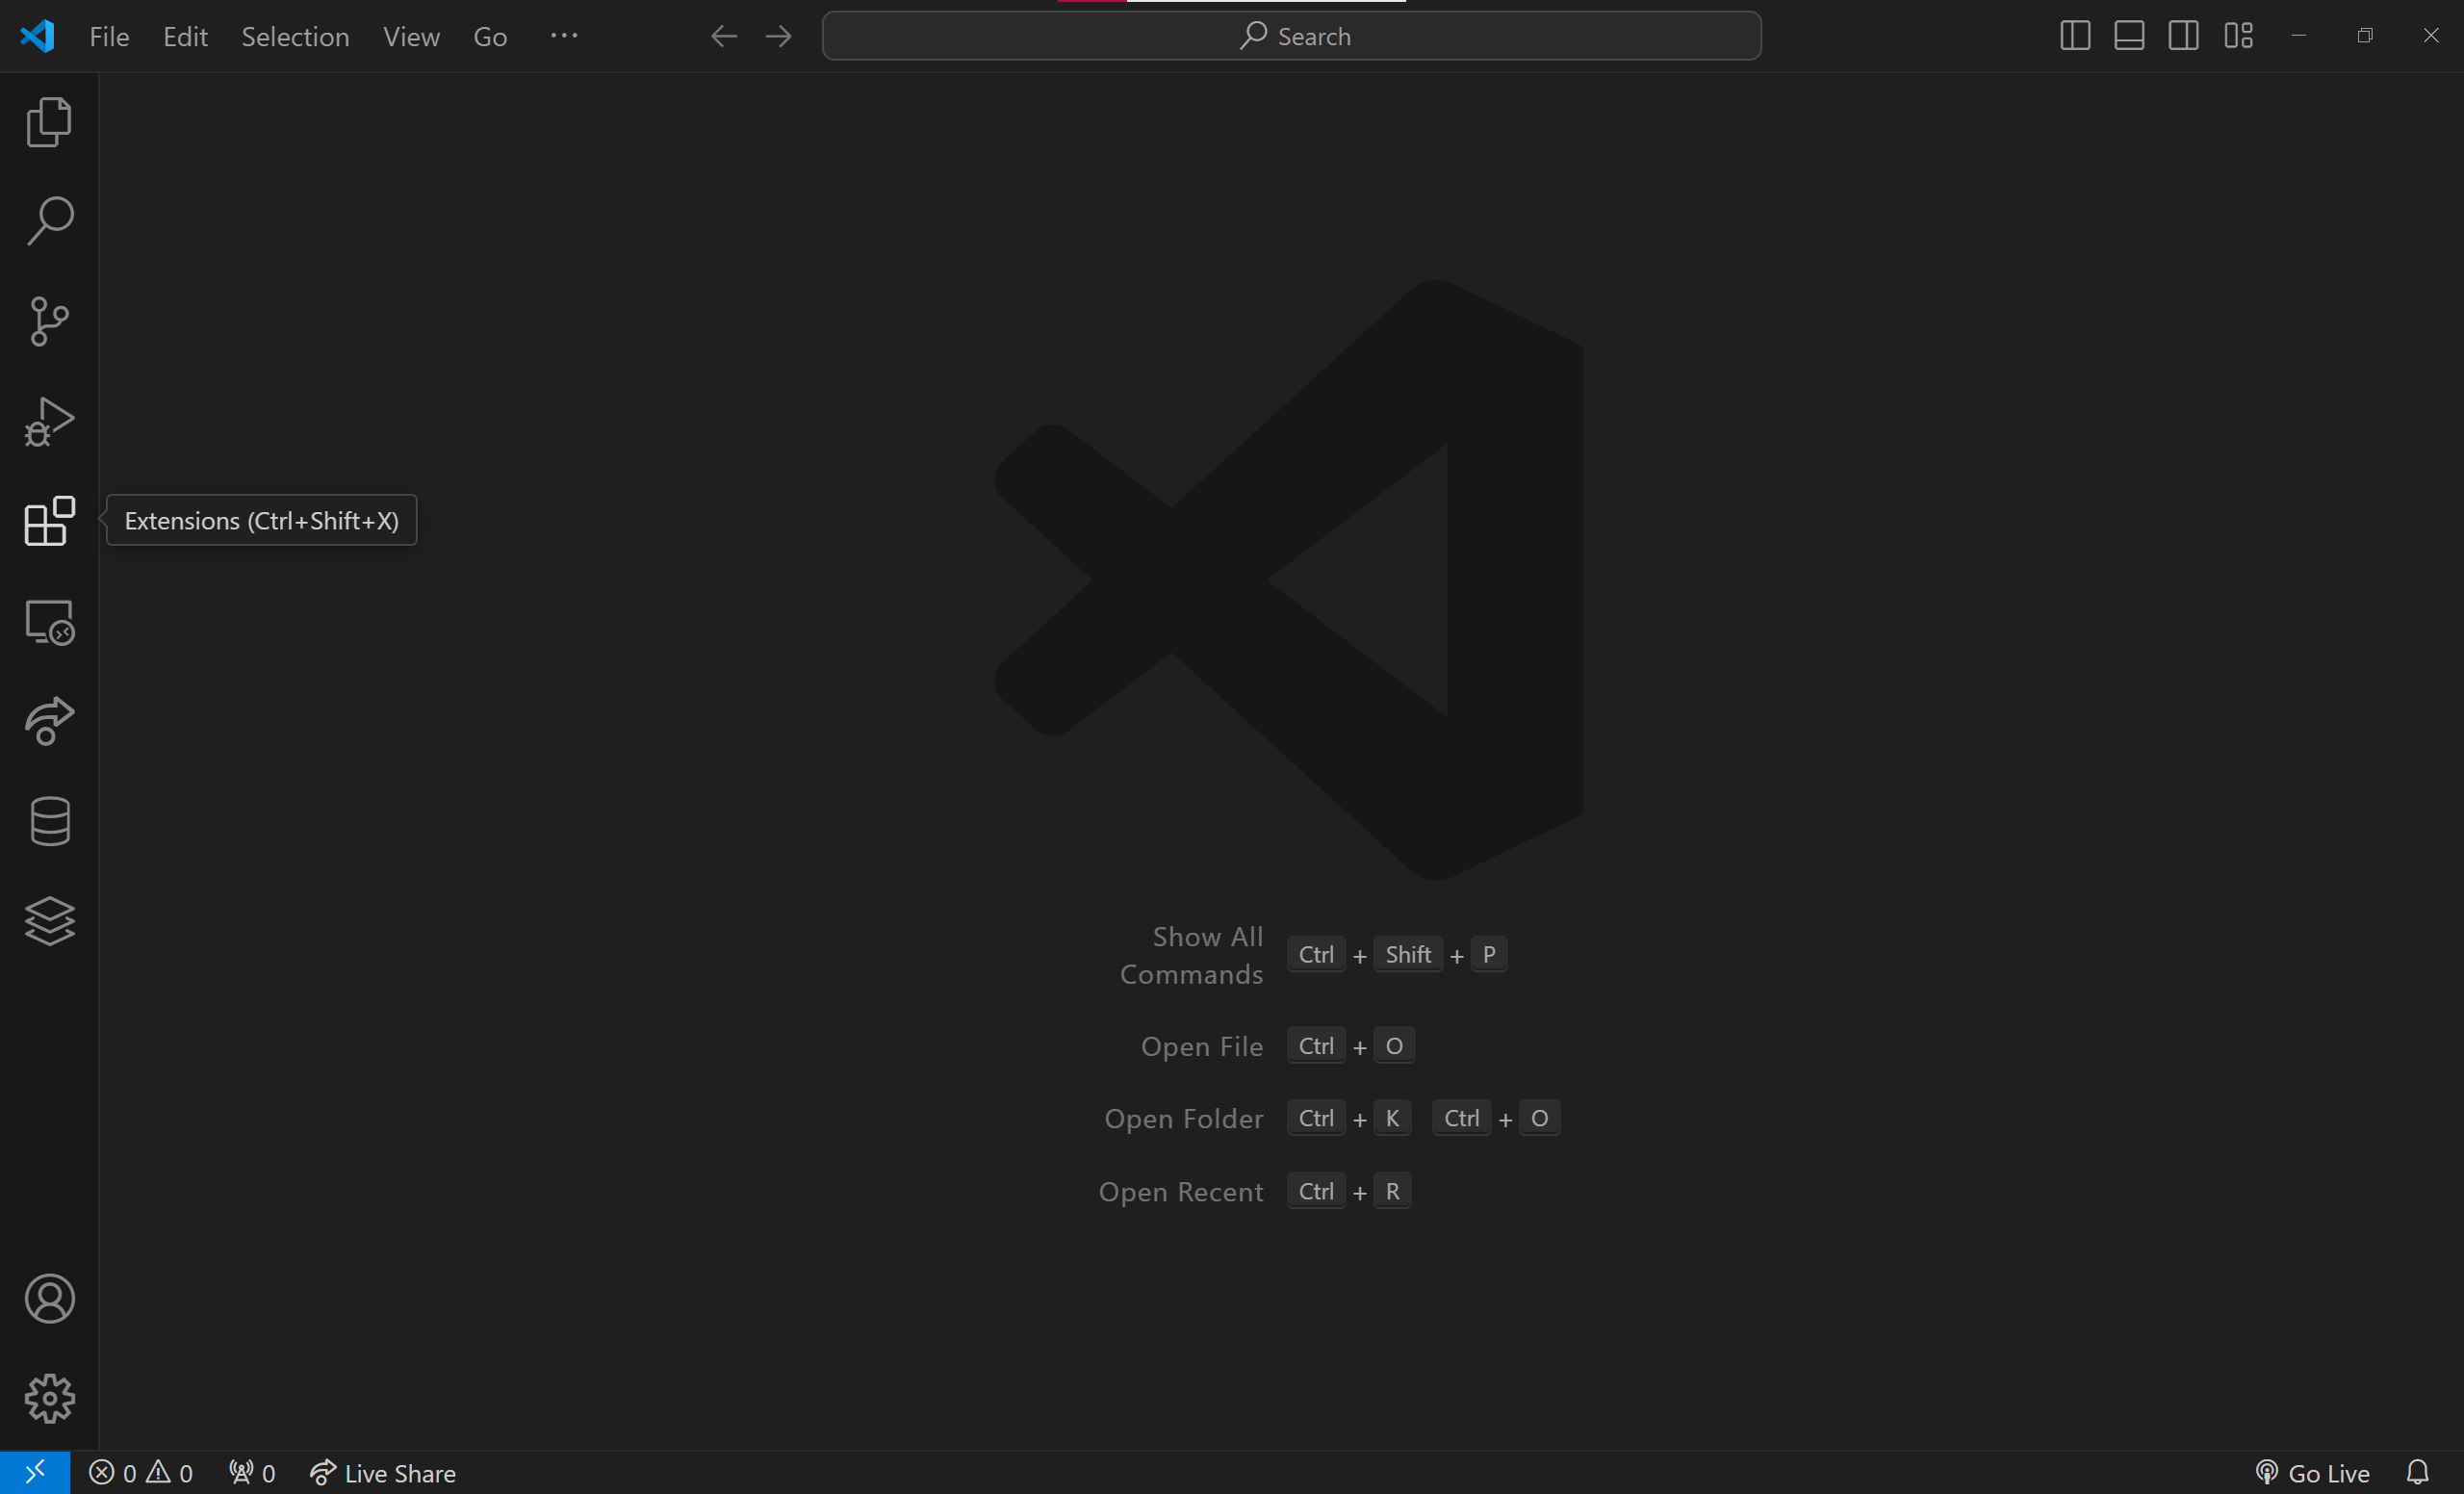 File Edit Selection View Go ···
Search
Extensions (Ctrl+Shift+X)
Show All
Commands
Ctrl + Shift + P
Open File Ctrl + O
Open Folder Ctrl + K Ctrl + O
Open Recent Ctrl + R
0 0 0 Live Share Go Live